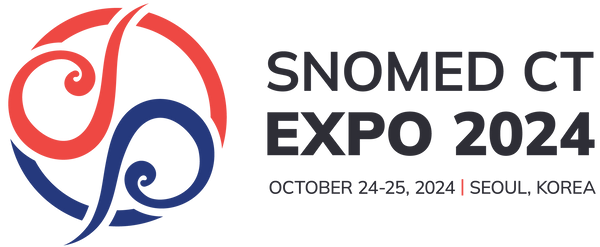 SNOMED CT
EXPO 2024
OCTOBER 24-25, 2024 | SEOUL, KOREA